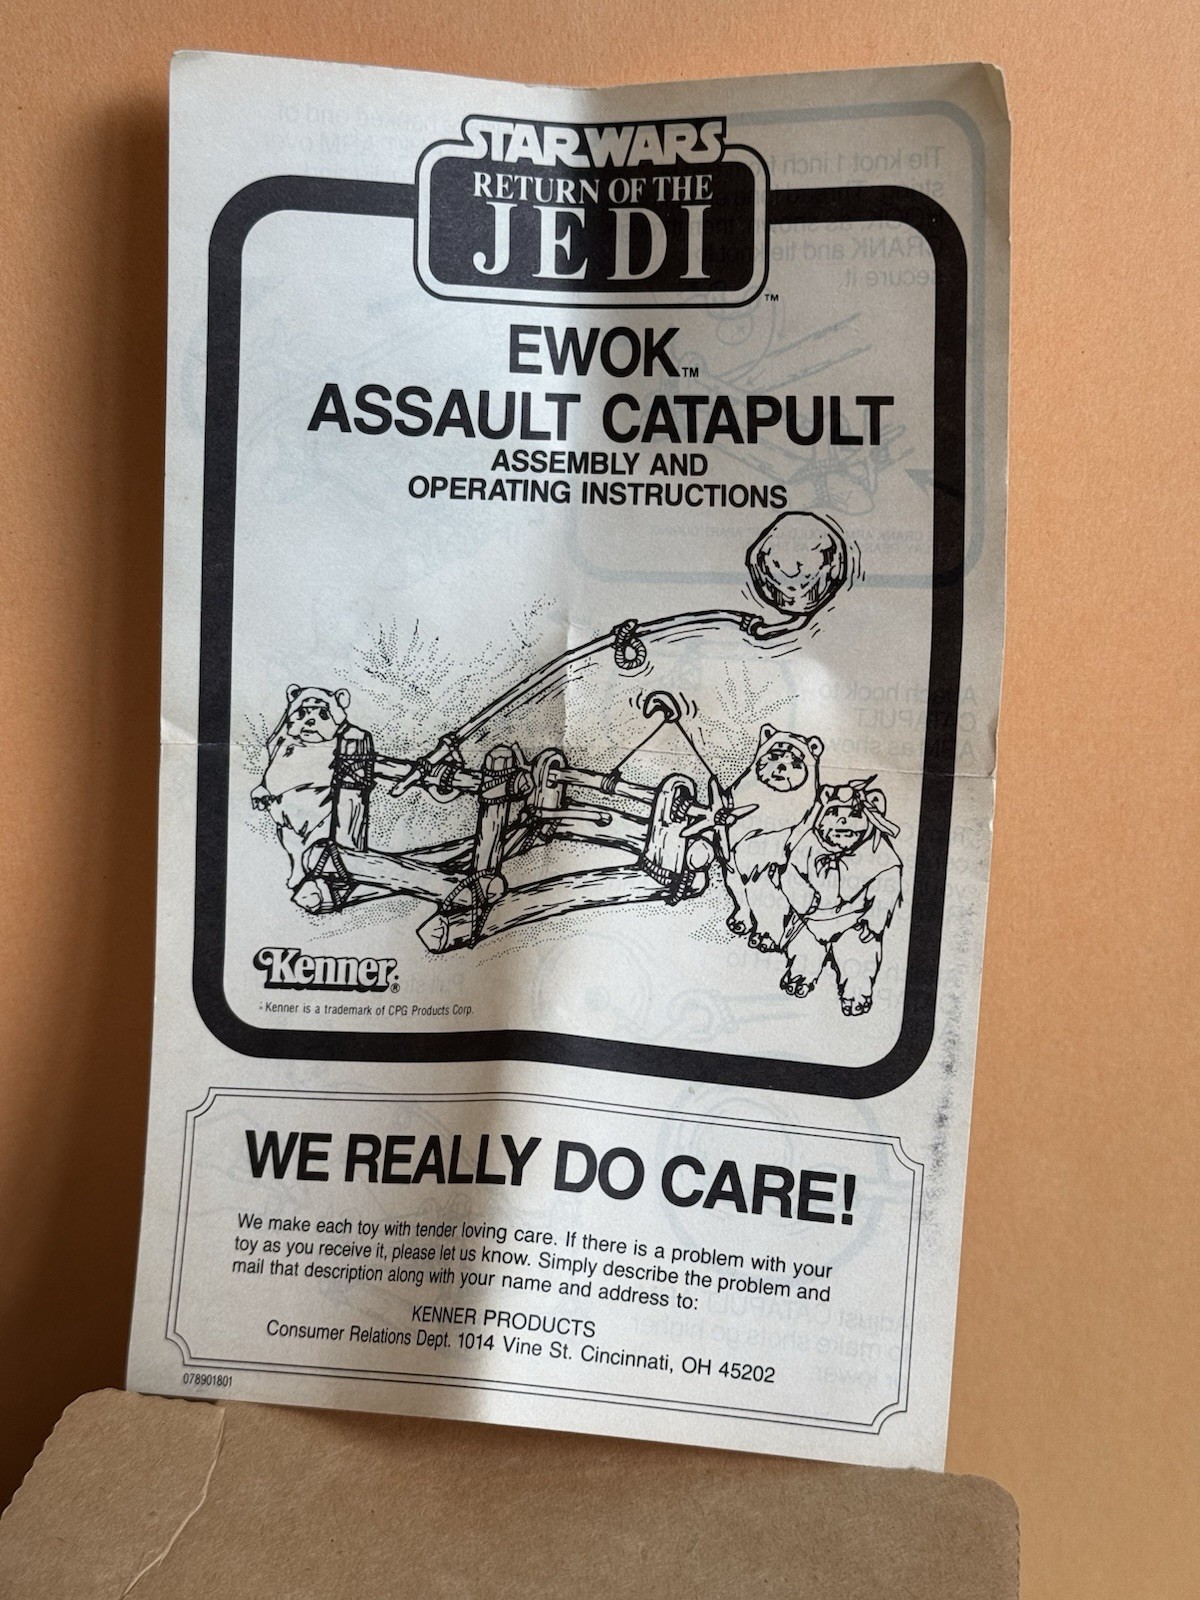 STAR WARS
RETURN OF THE
JEDI
™
EWOK™
ASSAULT CATAPULT
ASSEMBLY AND
OPERATING INSTRUCTIONS
Kenner®
Kenner is a trademark of CPG Products Corp.
WE REALLY DO CARE!
We make each toy with tender loving care. If there is a problem with your
toy as you receive it, please let us know. Simply describe the problem and
mail that description along with your name and address to:
KENNER PRODUCTS
Consumer Relations Dept. 1014 Vine St. Cincinnati, OH 45202
078901801